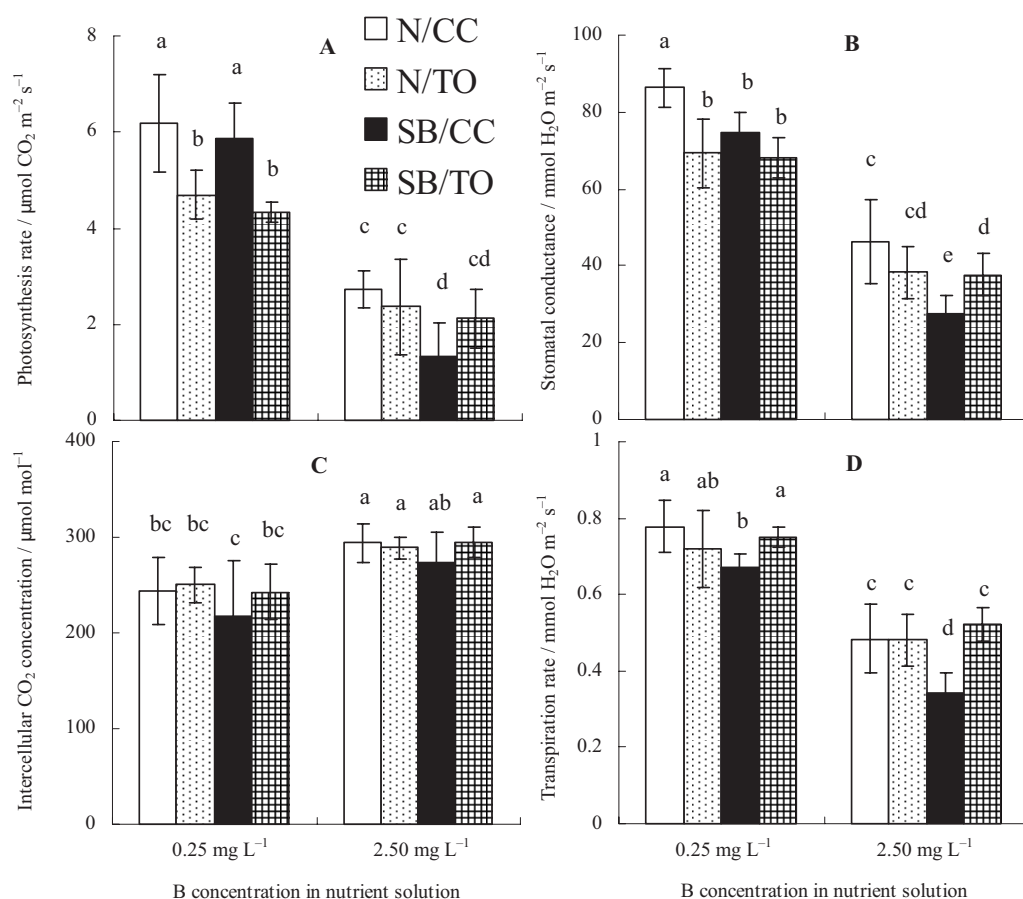 A
N/CC
N/TO
SB/CC
SB/TO
Photosynthesis rate / μmol CO₂ m⁻² s⁻¹
8
6
4
2
0
a
b
a
b
c
c
d
cd
B
Stomatal conductance / mmol H₂O m⁻² s⁻¹
100
80
60
40
20
0
a
b
b
b
c
cd
e
d
C
Intercellular CO₂ concentration / μmol mol⁻¹
400
300
200
100
0
bc
bc
c
bc
a
a
ab
a
0.25 mg L⁻¹
2.50 mg L⁻¹
B concentration in nutrient solution
D
Transpiration rate / mmol H₂O m⁻² s⁻¹
1
0.8
0.6
0.4
0.2
0
a
ab
b
a
c
c
d
c
0.25 mg L⁻¹
2.50 mg L⁻¹
B concentration in nutrient solution